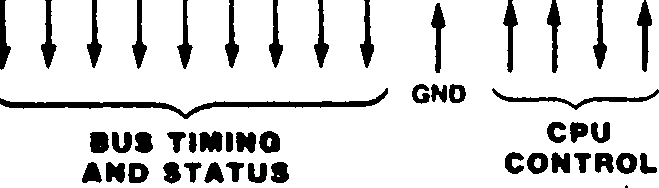 GND
BUS TIMING
AND STATUS
CPU
CONTROL